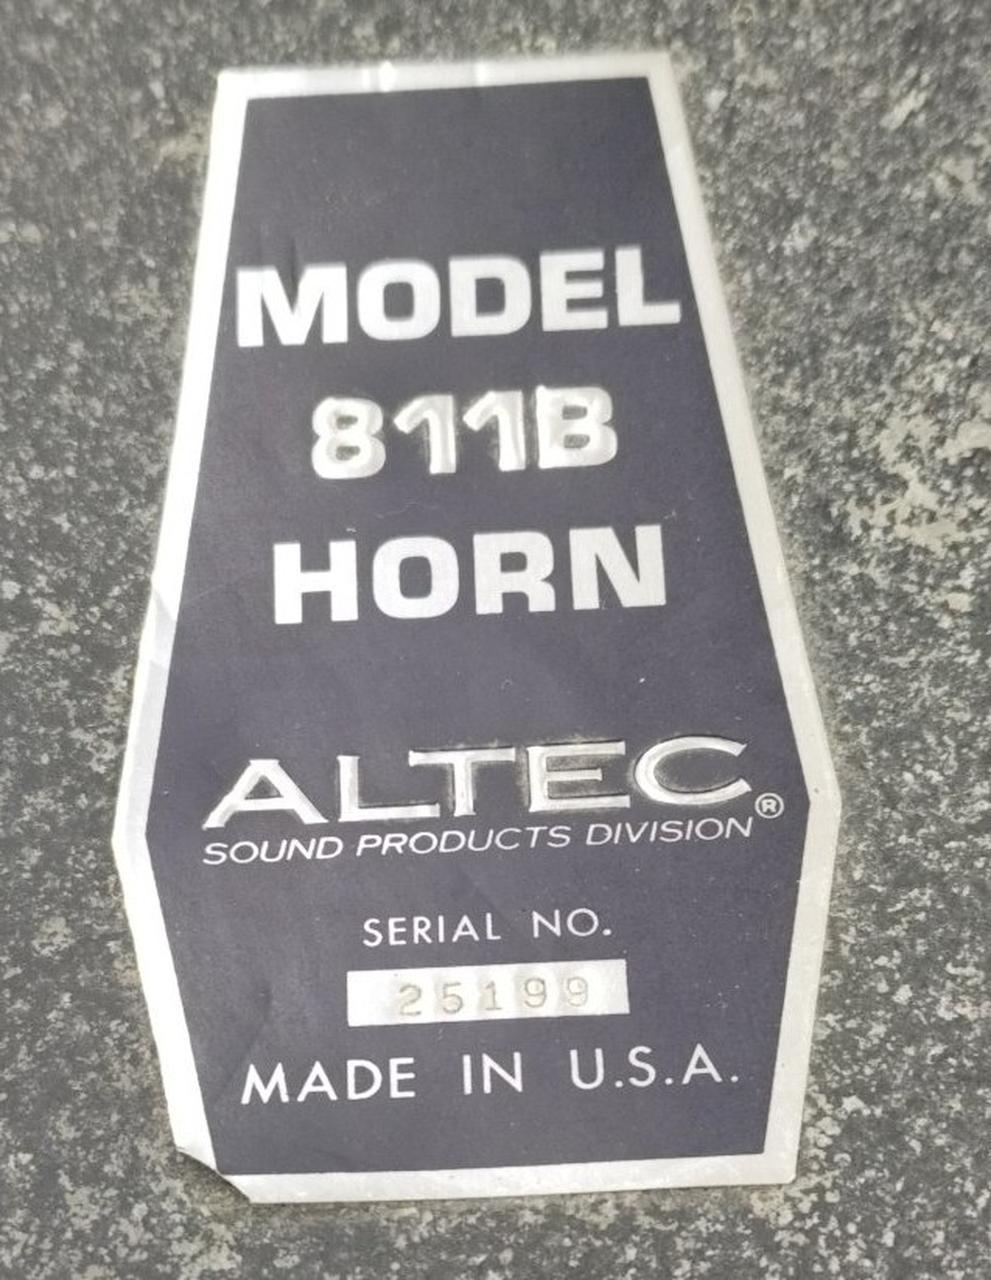 MODEL
811B
HORN
ALTEC®
SOUND PRODUCTS DIVISION
SERIAL NO.
25199
MADE IN U.S.A.